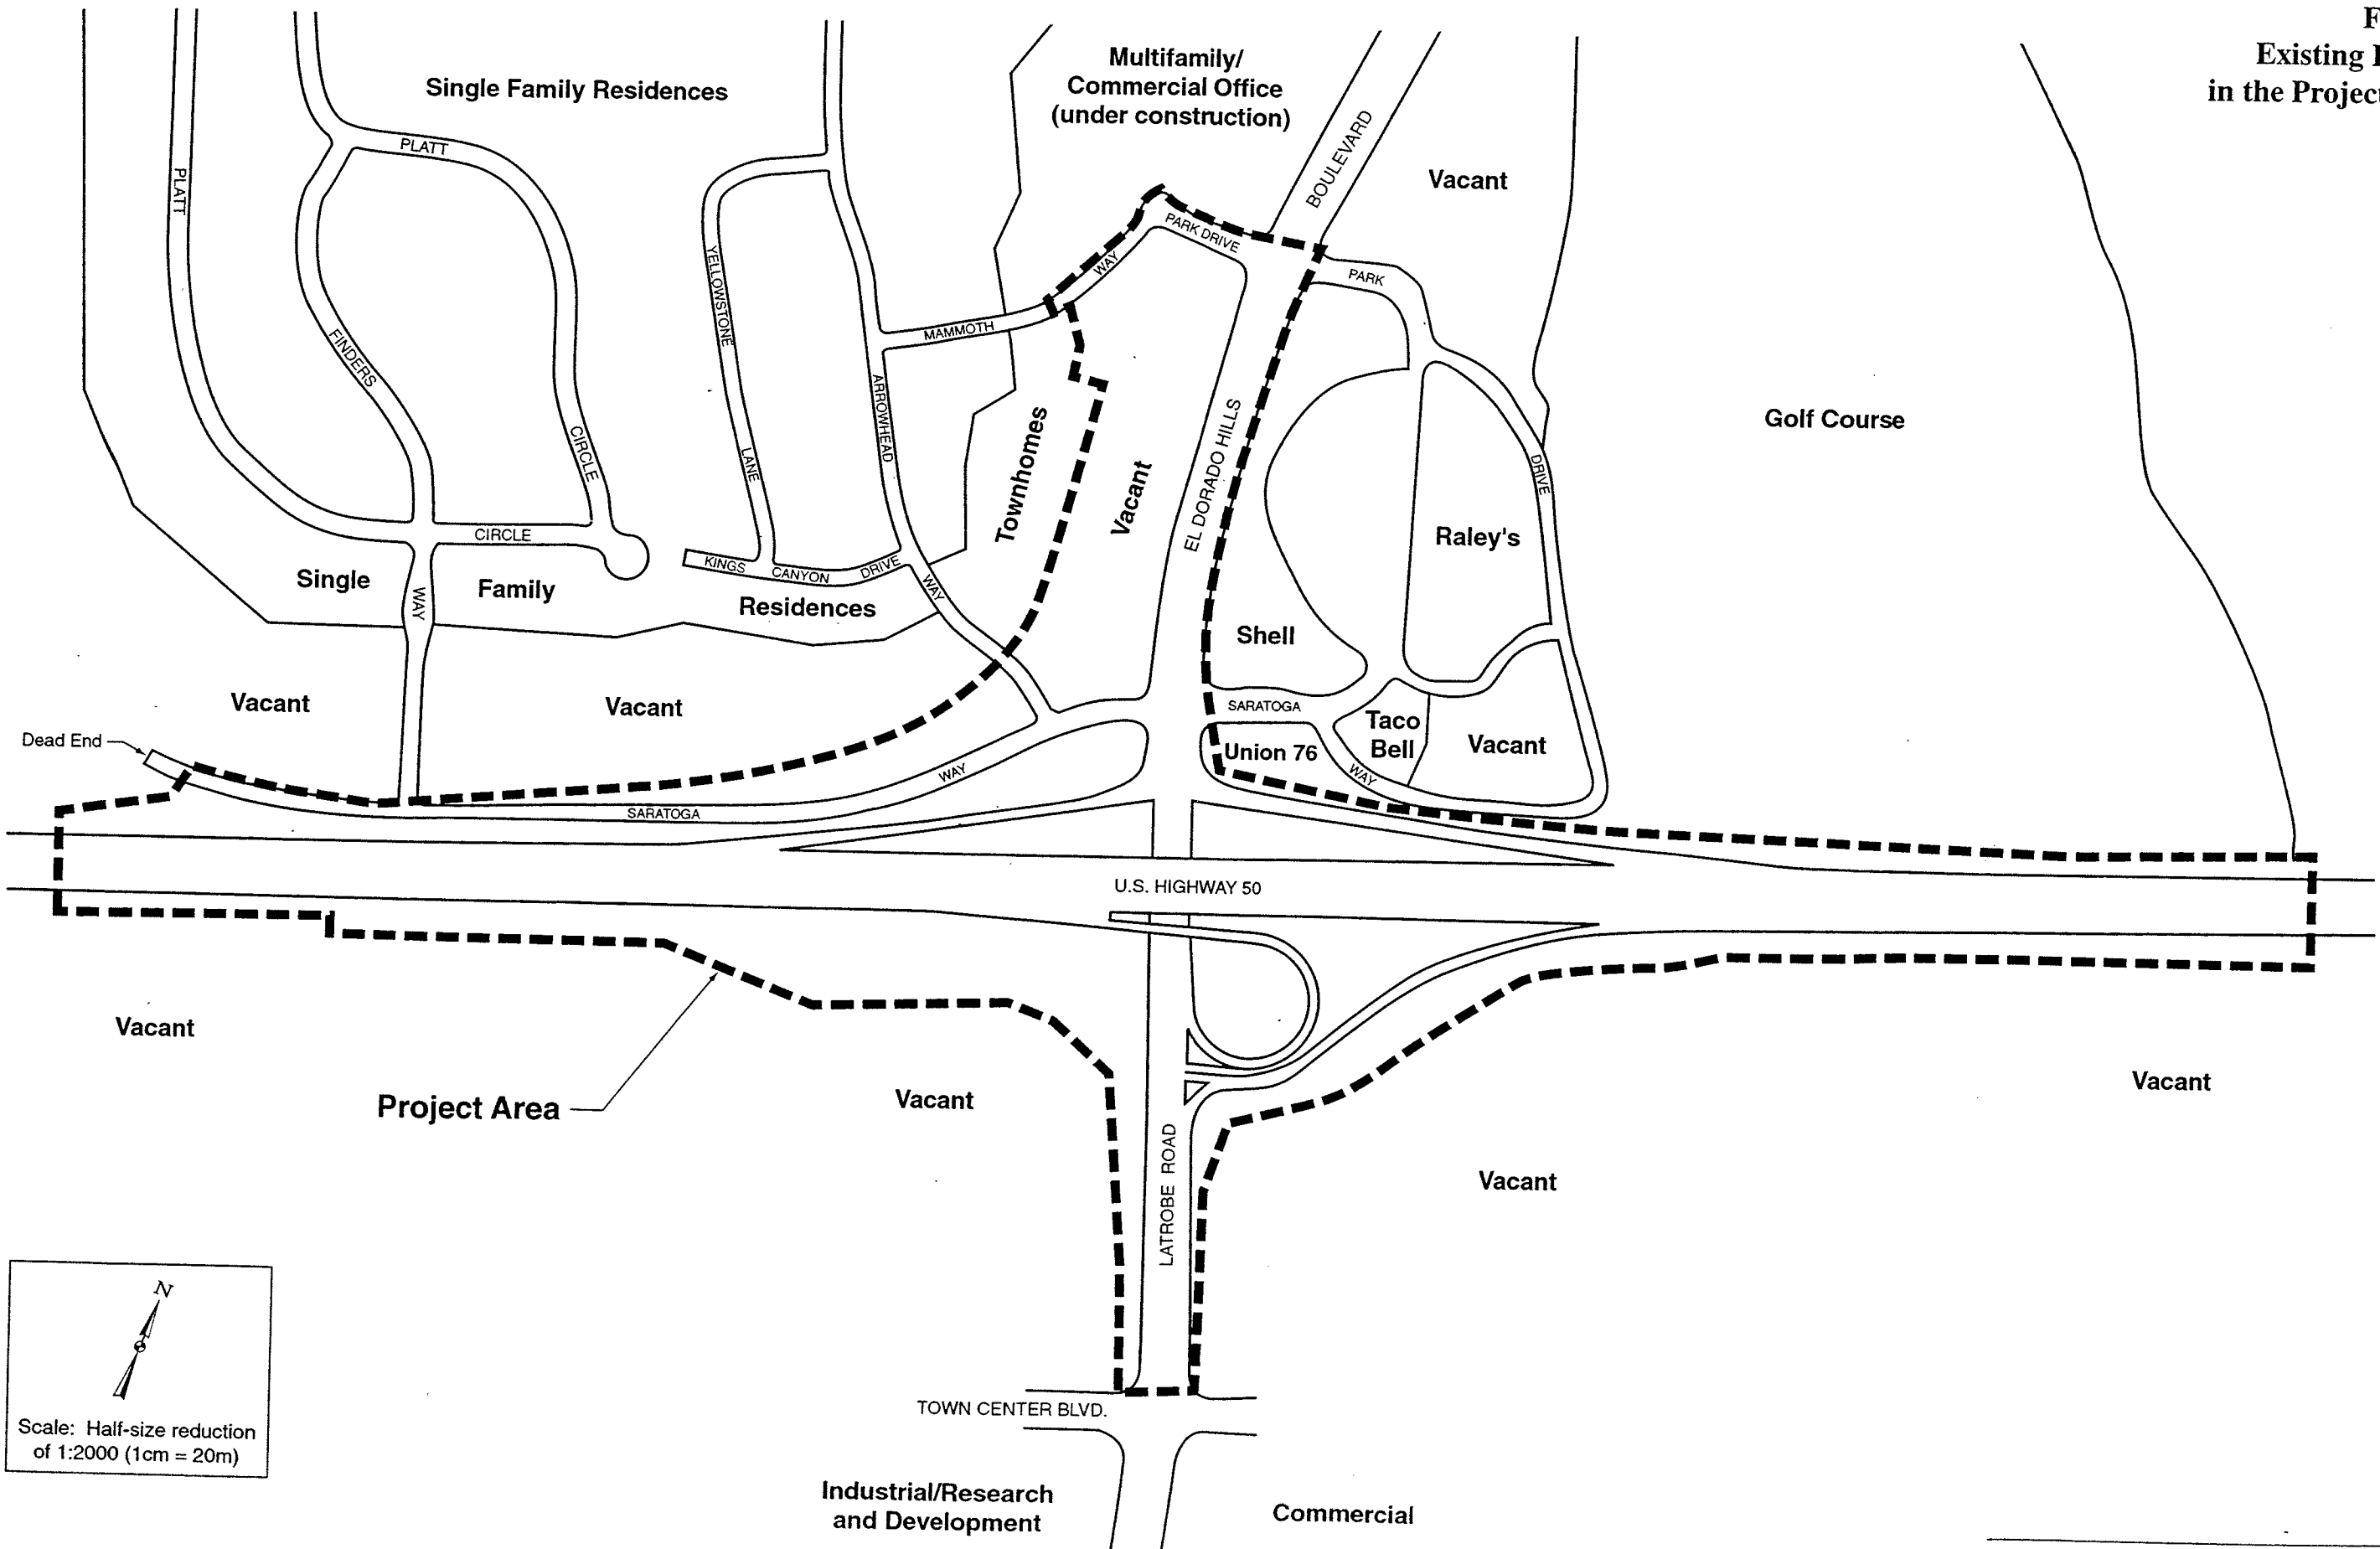 F
Existing
in the Project
Multifamily/
Commercial Office
(under construction)
Single Family Residences
BOULEVARD
PLATT
PLATT
Vacant
PARK DRIVE
WAY
PARK
YELLOWSTONE
MAMMOTH
FINDERS
ARROWHEAD
Townhomes
Vacant
EL DORADO HILLS
Golf Course
CIRCLE
LANE
DRIVE
Raley's
CIRCLE
KINGS CANYON DRIVE
WAY
Single
Family
WAY
Residences
Shell
Vacant
Vacant
SARATOGA
Taco
Bell
Vacant
Dead End
Union 76
WAY
WAY
SARATOGA
U.S. HIGHWAY 50
Vacant
Project Area
Vacant
Vacant
LATROBE ROAD
Vacant
N
Scale: Half-size reduction
of 1:2000 (1cm = 20m)
TOWN CENTER BLVD.
Industrial/Research
and Development
Commercial